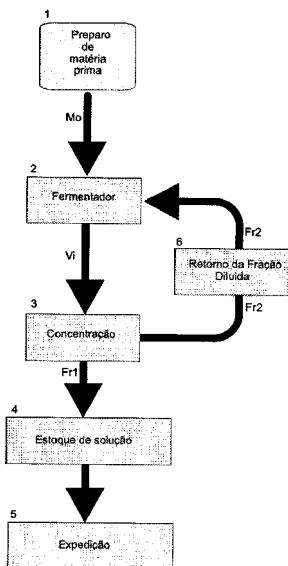 1
Preparo
de
matéria
prima
Mo
2
Fermentador
Vi
3
Concentração
6
Fr2
Retorno da Fração
Diluída
Fr2
Fr1
4
Estoque de solução
5
Expedição